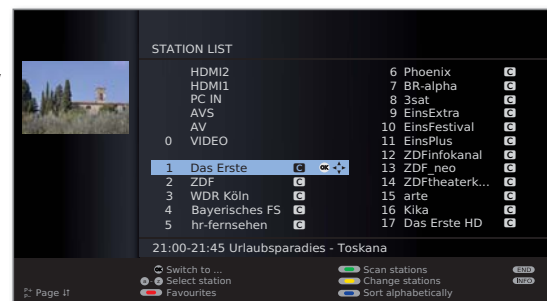 STATION LIST
HDMI2
HDMI1
PC IN
AVS
AV
0 VIDEO
1 Das Erste C OK
2 ZDF C
3 WDR Köln C
4 Bayerisches FS C
5 hr-fernsehen C
6 Phoenix C
7 BR-alpha C
8 3sat C
9 EinsExtra C
10 EinsFestival C
11 EinsPlus C
12 ZDFinfokanal C
13 ZDF_neo C
14 ZDFtheaterk... C
15 arte C
16 Kika C
17 Das Erste HD C
21:00-21:45 Urlaubsparadies - Toskana
OK Switch to ...
Select station
Favourites
P+ P- Page
Scan stations
Change stations
Sort alphabetically
END
INFO